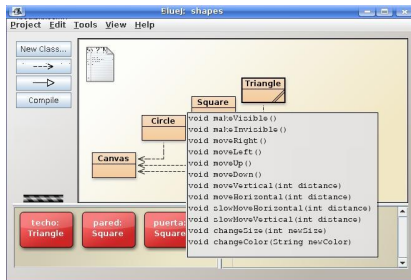 BlueJ: shapes
Project Edit Tools View Help
New Class...
Compile
Triangle
Square
Circle
Canvas
void makeVisible()
void makeInvisible()
void moveRight()
void moveLeft()
void moveUp()
void moveDown()
void moveVertical(int distance)
void moveHorizontal(int distance)
void slowMoveHorizontal(int distance)
void slowMoveVertical(int distance)
void changeSize(int newSize)
void changeColor(String newColor)
techo:
Triangle
pared:
Square
puerta:
Square